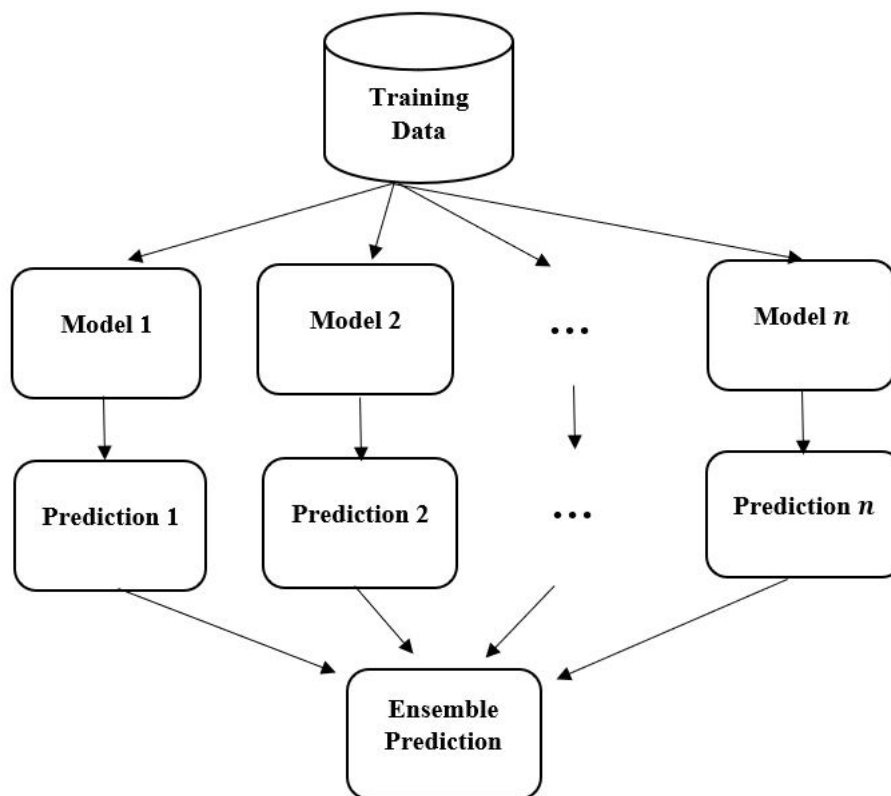 Training
Data
Model 1
Model 2
...
Model n
Prediction 1
Prediction 2
...
Prediction n
Ensemble
Prediction